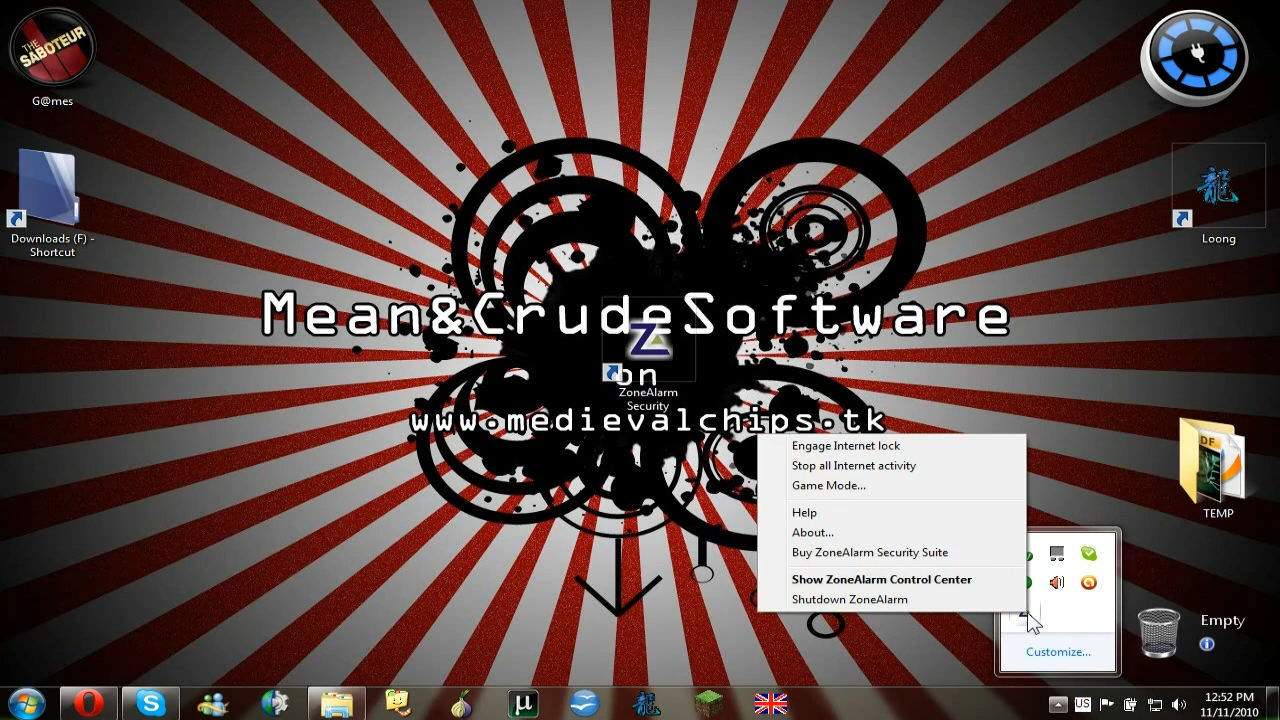 THE
SABOTEUR
G@mes
Downloads (F) -
Shortcut
龍
Loong
Mean&CrudeSoftware
on
ZoneAlarm
Security
www.medievalchips.tk
Engage Internet lock
Stop all Internet activity
Game Mode...
Help
About...
Buy ZoneAlarm Security Suite
Show ZoneAlarm Control Center
Shutdown ZoneAlarm
DF
TEMP
Empty
Customize...
US
12:52 PM
11/11/2010